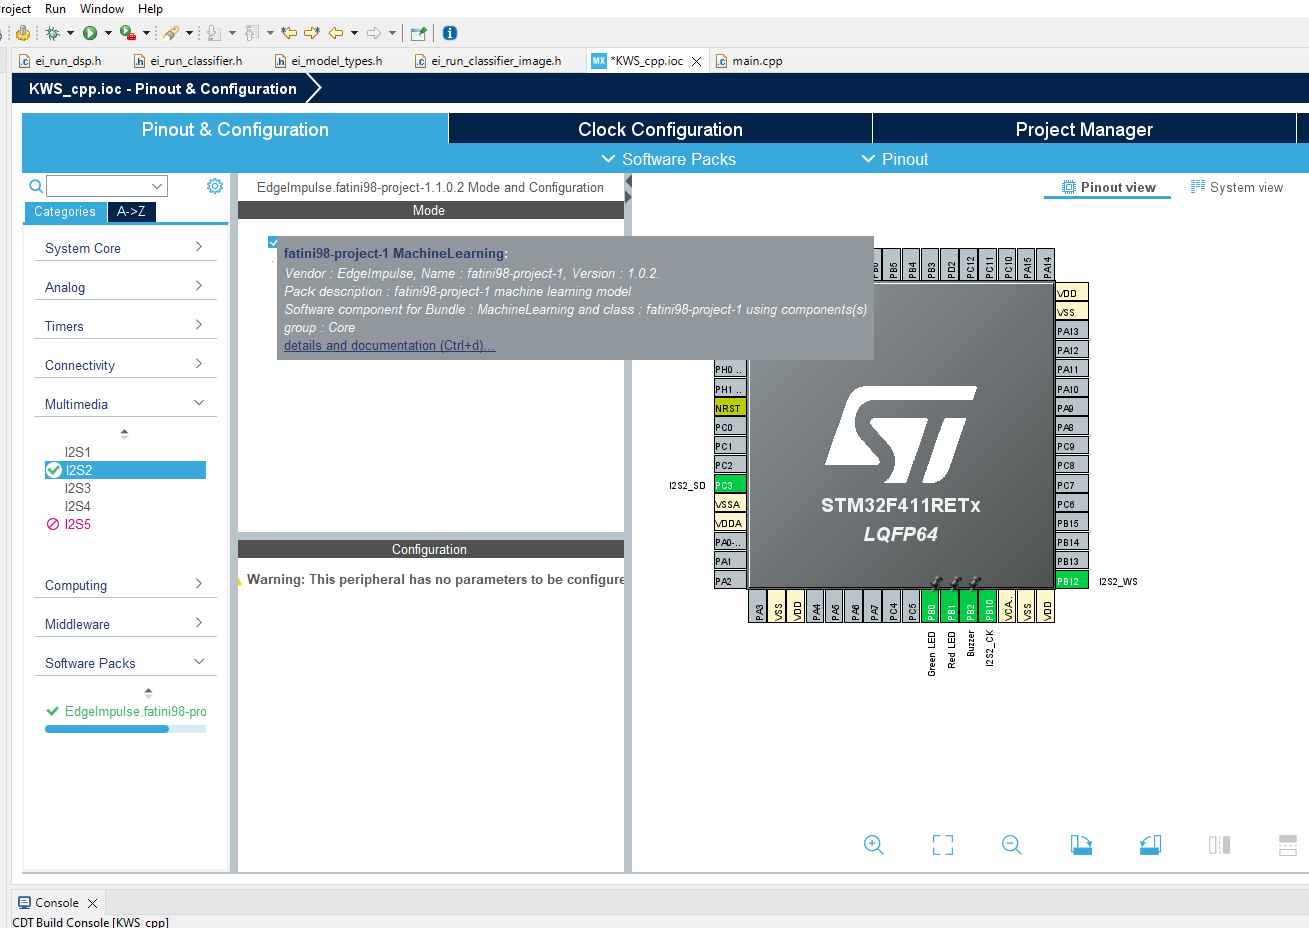 roject Run Window Help
ei_run_dsp.h ei_run_classifier.h ei_model_types.h ei_run_classifier_image.h MX *KWS_cpp.ioc main.cpp
KWS_cpp.ioc - Pinout & Configuration
Pinout & Configuration Clock Configuration Project Manager
Software Packs Pinout
EdgeImpulse.fatini98-project-1.1.0.2 Mode and Configuration
Pinout view System view
Categories A->Z
Mode
System Core
Analog
Timers
Connectivity
Multimedia
I2S1
I2S2
I2S3
I2S4
I2S5
Computing
Middleware
Software Packs
EdgeImpulse.fatini98-pro
fatini98-project-1 MachineLearning:
Vendor : EdgeImpulse, Name : fatini98-project-1, Version : 1.0.2.
Pack description : fatini98-project-1 machine learning model
Software component for Bundle : MachineLearning and class : fatini98-project-1 using components(s)
group : Core
details and documentation (Ctrl+d)...
Configuration
Warning: This peripheral has no parameters to be configure
PB5 PB4 PB3 PD2 PC12 PC11 PC10 PA15 PA14
VDD
VSS
PA13
PA12
PA11
PA10
PA9
PA8
PC9
PC8
PC7
PC6
PB15
PB14
PB13
PB12 I2S2_WS
PH0 ..
PH1 ..
NRST
PC0
PC1
PC2
I2S2_SD PC3
VSSA
VDDA
PA0-..
PA1
PA2
ST
STM32F411RETx
LQFP64
PA3 VSS VDD PA4 PA5 PA6 PA7 PC4 PC5 PB0 PB1 PB2 PB10 VCA.. VSS VDD
Green LED
Red LED
Buzzer
I2S2_CK
Console
CDT Build Console [KWS_cpp]